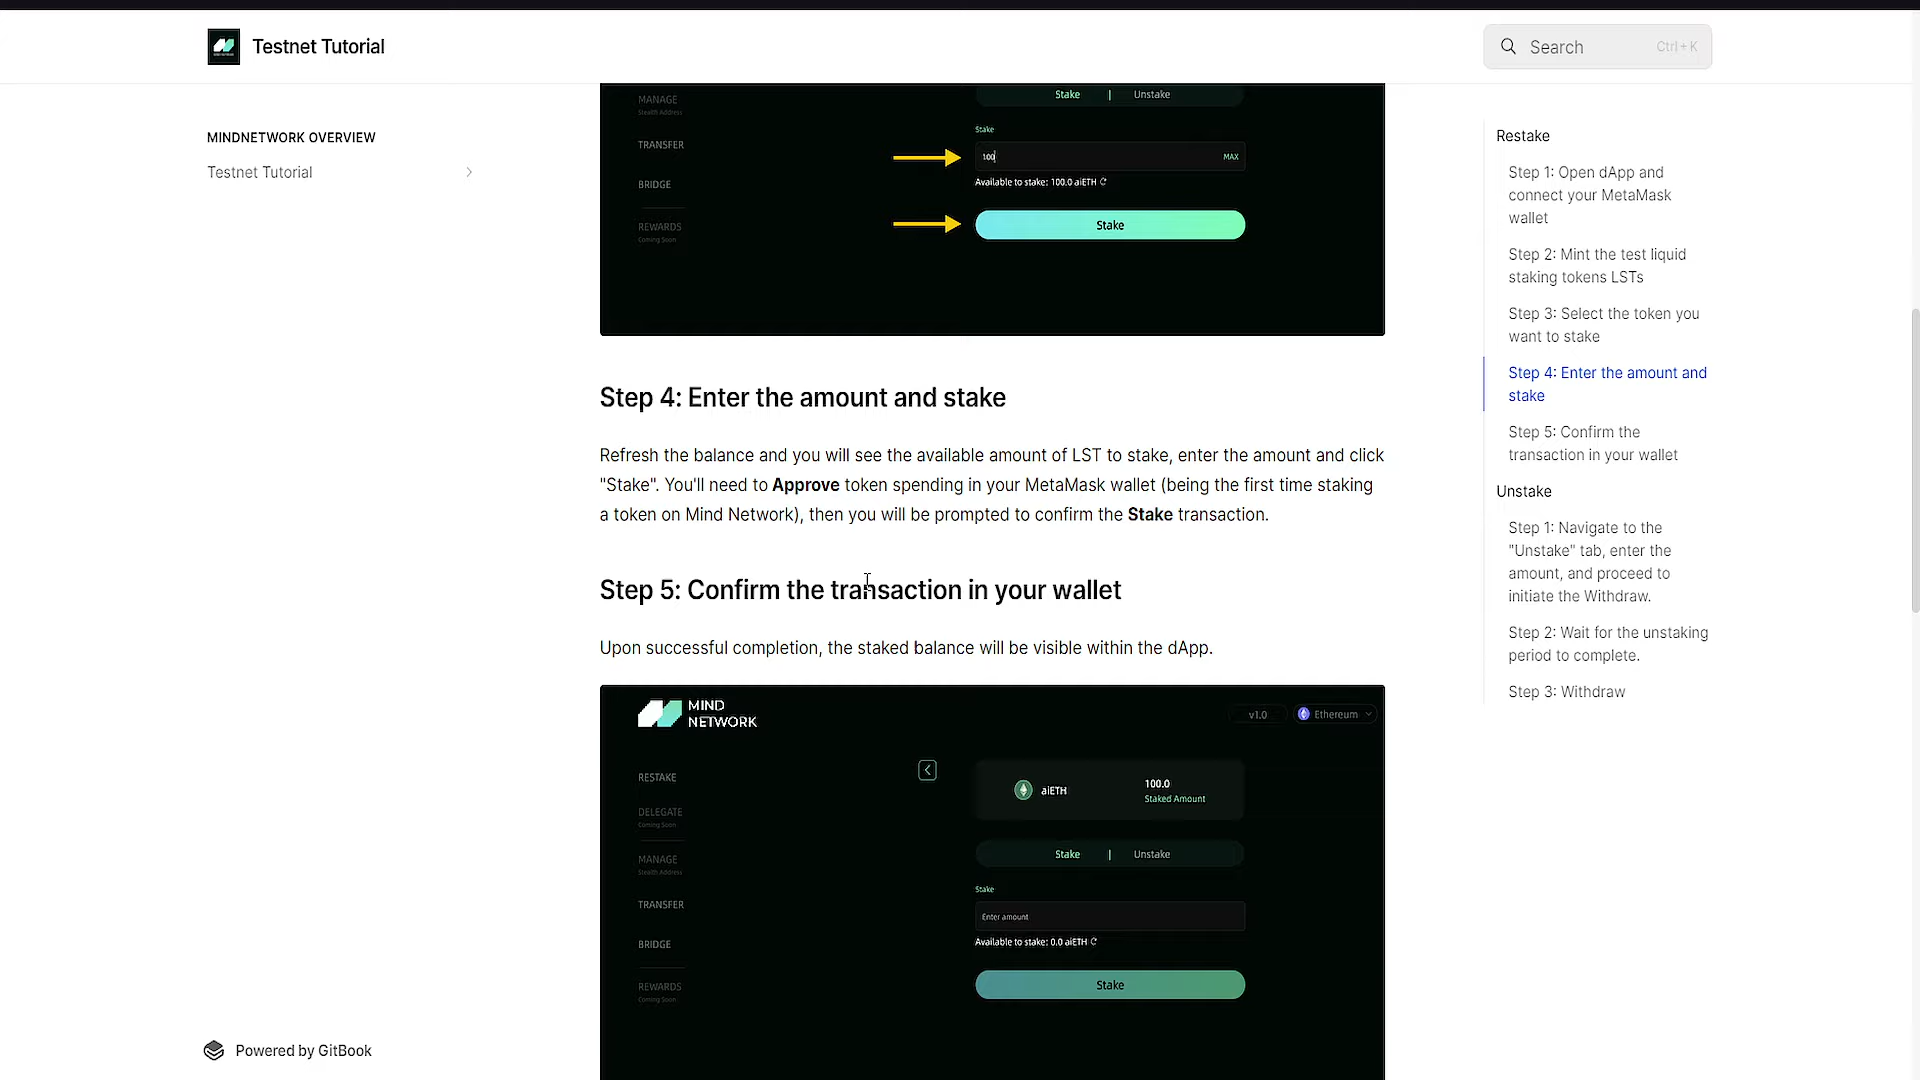 Testnet Tutorial
Search
Ctrl + K
MINDNETWORK OVERVIEW
Testnet Tutorial
MANAGE
Stealth Address
TRANSFER
BRIDGE
REWARDS
Coming Soon
Stake | Unstake
Stake
100
MAX
Available to stake: 100.0 aiETH
Stake
Step 4: Enter the amount and stake
Refresh the balance and you will see the available amount of LST to stake, enter the amount and click
"Stake". You'll need to Approve token spending in your MetaMask wallet (being the first time staking
a token on Mind Network), then you will be prompted to confirm the Stake transaction.
Step 5: Confirm the transaction in your wallet
Upon successful completion, the staked balance will be visible within the dApp.
MIND
NETWORK
v1.0
Ethereum
RESTAKE
DELEGATE
Coming Soon
MANAGE
Stealth Address
TRANSFER
BRIDGE
REWARDS
Coming Soon
aiETH
100.0
Staked Amount
Stake | Unstake
Stake
Enter amount
Available to stake: 0.0 aiETH
Stake
Restake
Step 1: Open dApp and
connect your MetaMask
wallet
Step 2: Mint the test liquid
staking tokens LSTs
Step 3: Select the token you
want to stake
Step 4: Enter the amount and
stake
Step 5: Confirm the
transaction in your wallet
Unstake
Step 1: Navigate to the
"Unstake" tab, enter the
amount, and proceed to
initiate the Withdraw.
Step 2: Wait for the unstaking
period to complete.
Step 3: Withdraw
Powered by GitBook